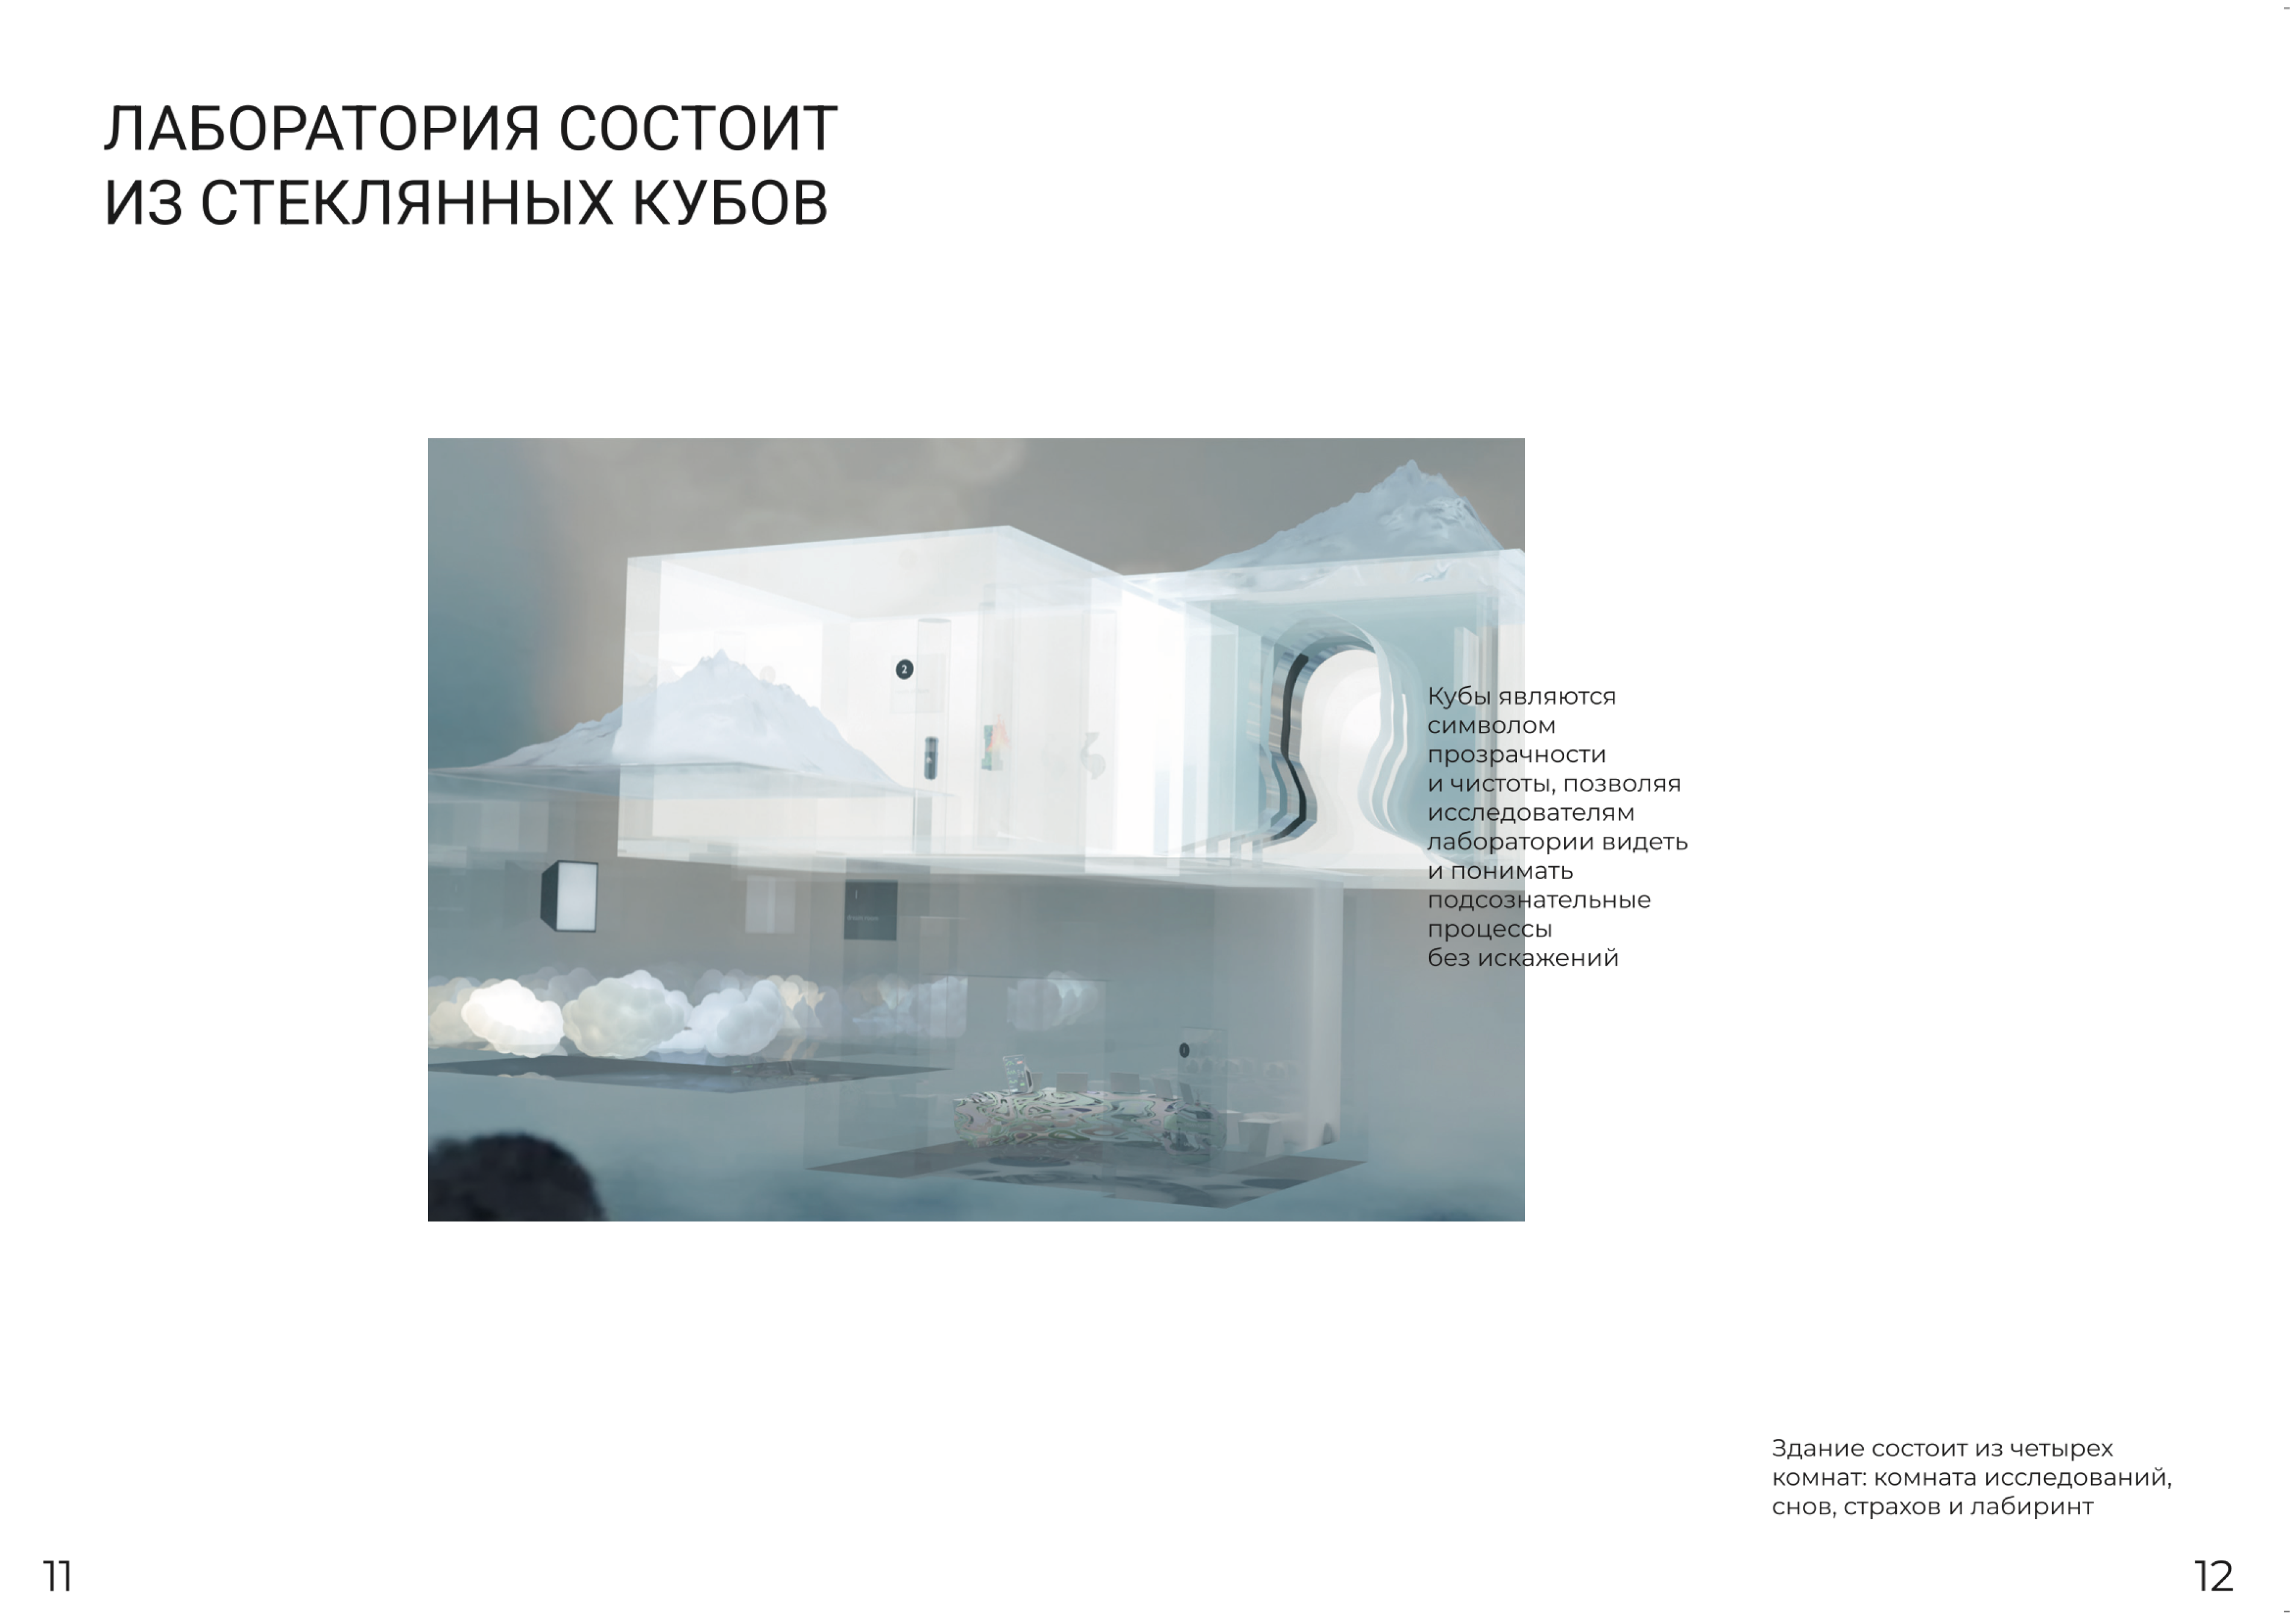 ЛАБОРАТОРИЯ СОСТОИТ
ИЗ СТЕКЛЯННЫХ КУБОВ
2
Кубы являются
символом
прозрачности
и чистоты, позволяя
исследователям
лаборатории видеть
и понимать
подсознательные
процессы
без искажений
Здание состоит из четырех
комнат: комната исследований,
снов, страхов и лабиринт
11
12